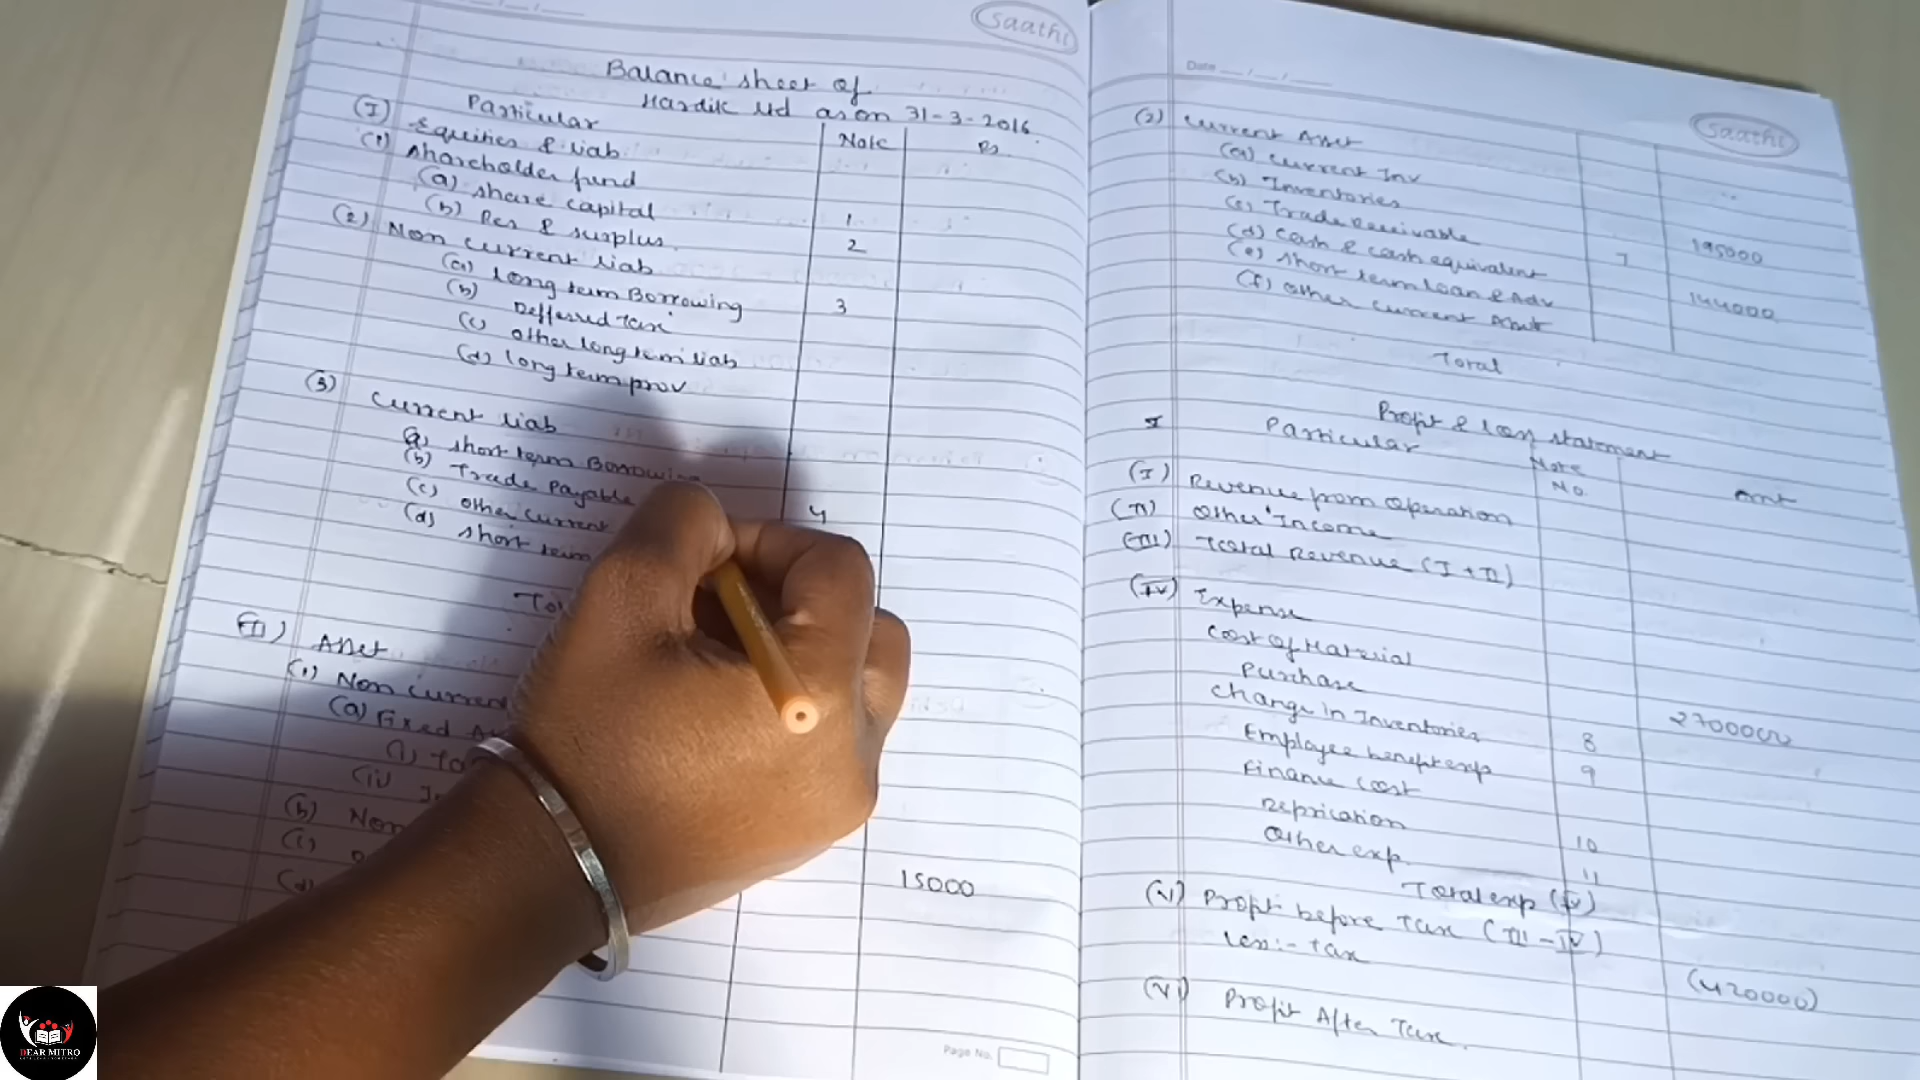 saathi
Balance sheet of
Hardik Ltd as on 31-3-2016
Particular Note Rs.
(I) Equities & Liab
(1) Shareholder fund
(a) share capital 1
(b) Res & surplus. 2
(2) Non current liab
(a) Long term Borrowing 3
(b) Deffered Tax
(c) other long term liab
(d) long term prov
(3) Current liab
(a) short term Borrowing
(b) Trade Payable
(c) other current 4
(d) short term
(II) Asset
(1) Non current
(a) Fixed
(i)
(ii)
(b) Non
(c)
(d) 15000
Page No.
Date
saathi
(2) Current Asset
(a) current Inv
(b) Inventories
(c) Trade Receivable 195000
(d) cash & cash equivalent 7
(e) short term loan & Adv 144000
(f) other current Asset
Total
Profit & loss statement
Particular Note No. Amt
(I) Revenue from operation
(II) Other Income
(III) Total Revenue (I + II)
(IV) Expense
Cost of Material
Purchase 2700000
Change in Inventories 8
Employee benefit exp 9
Finance cost
Deprication 10
Other exp. 11
Total exp (IV)
(V) Profit before Tax (III - IV)
Less:- Tax (420000)
(VI) Profit After Tax.
DEAR MITRO